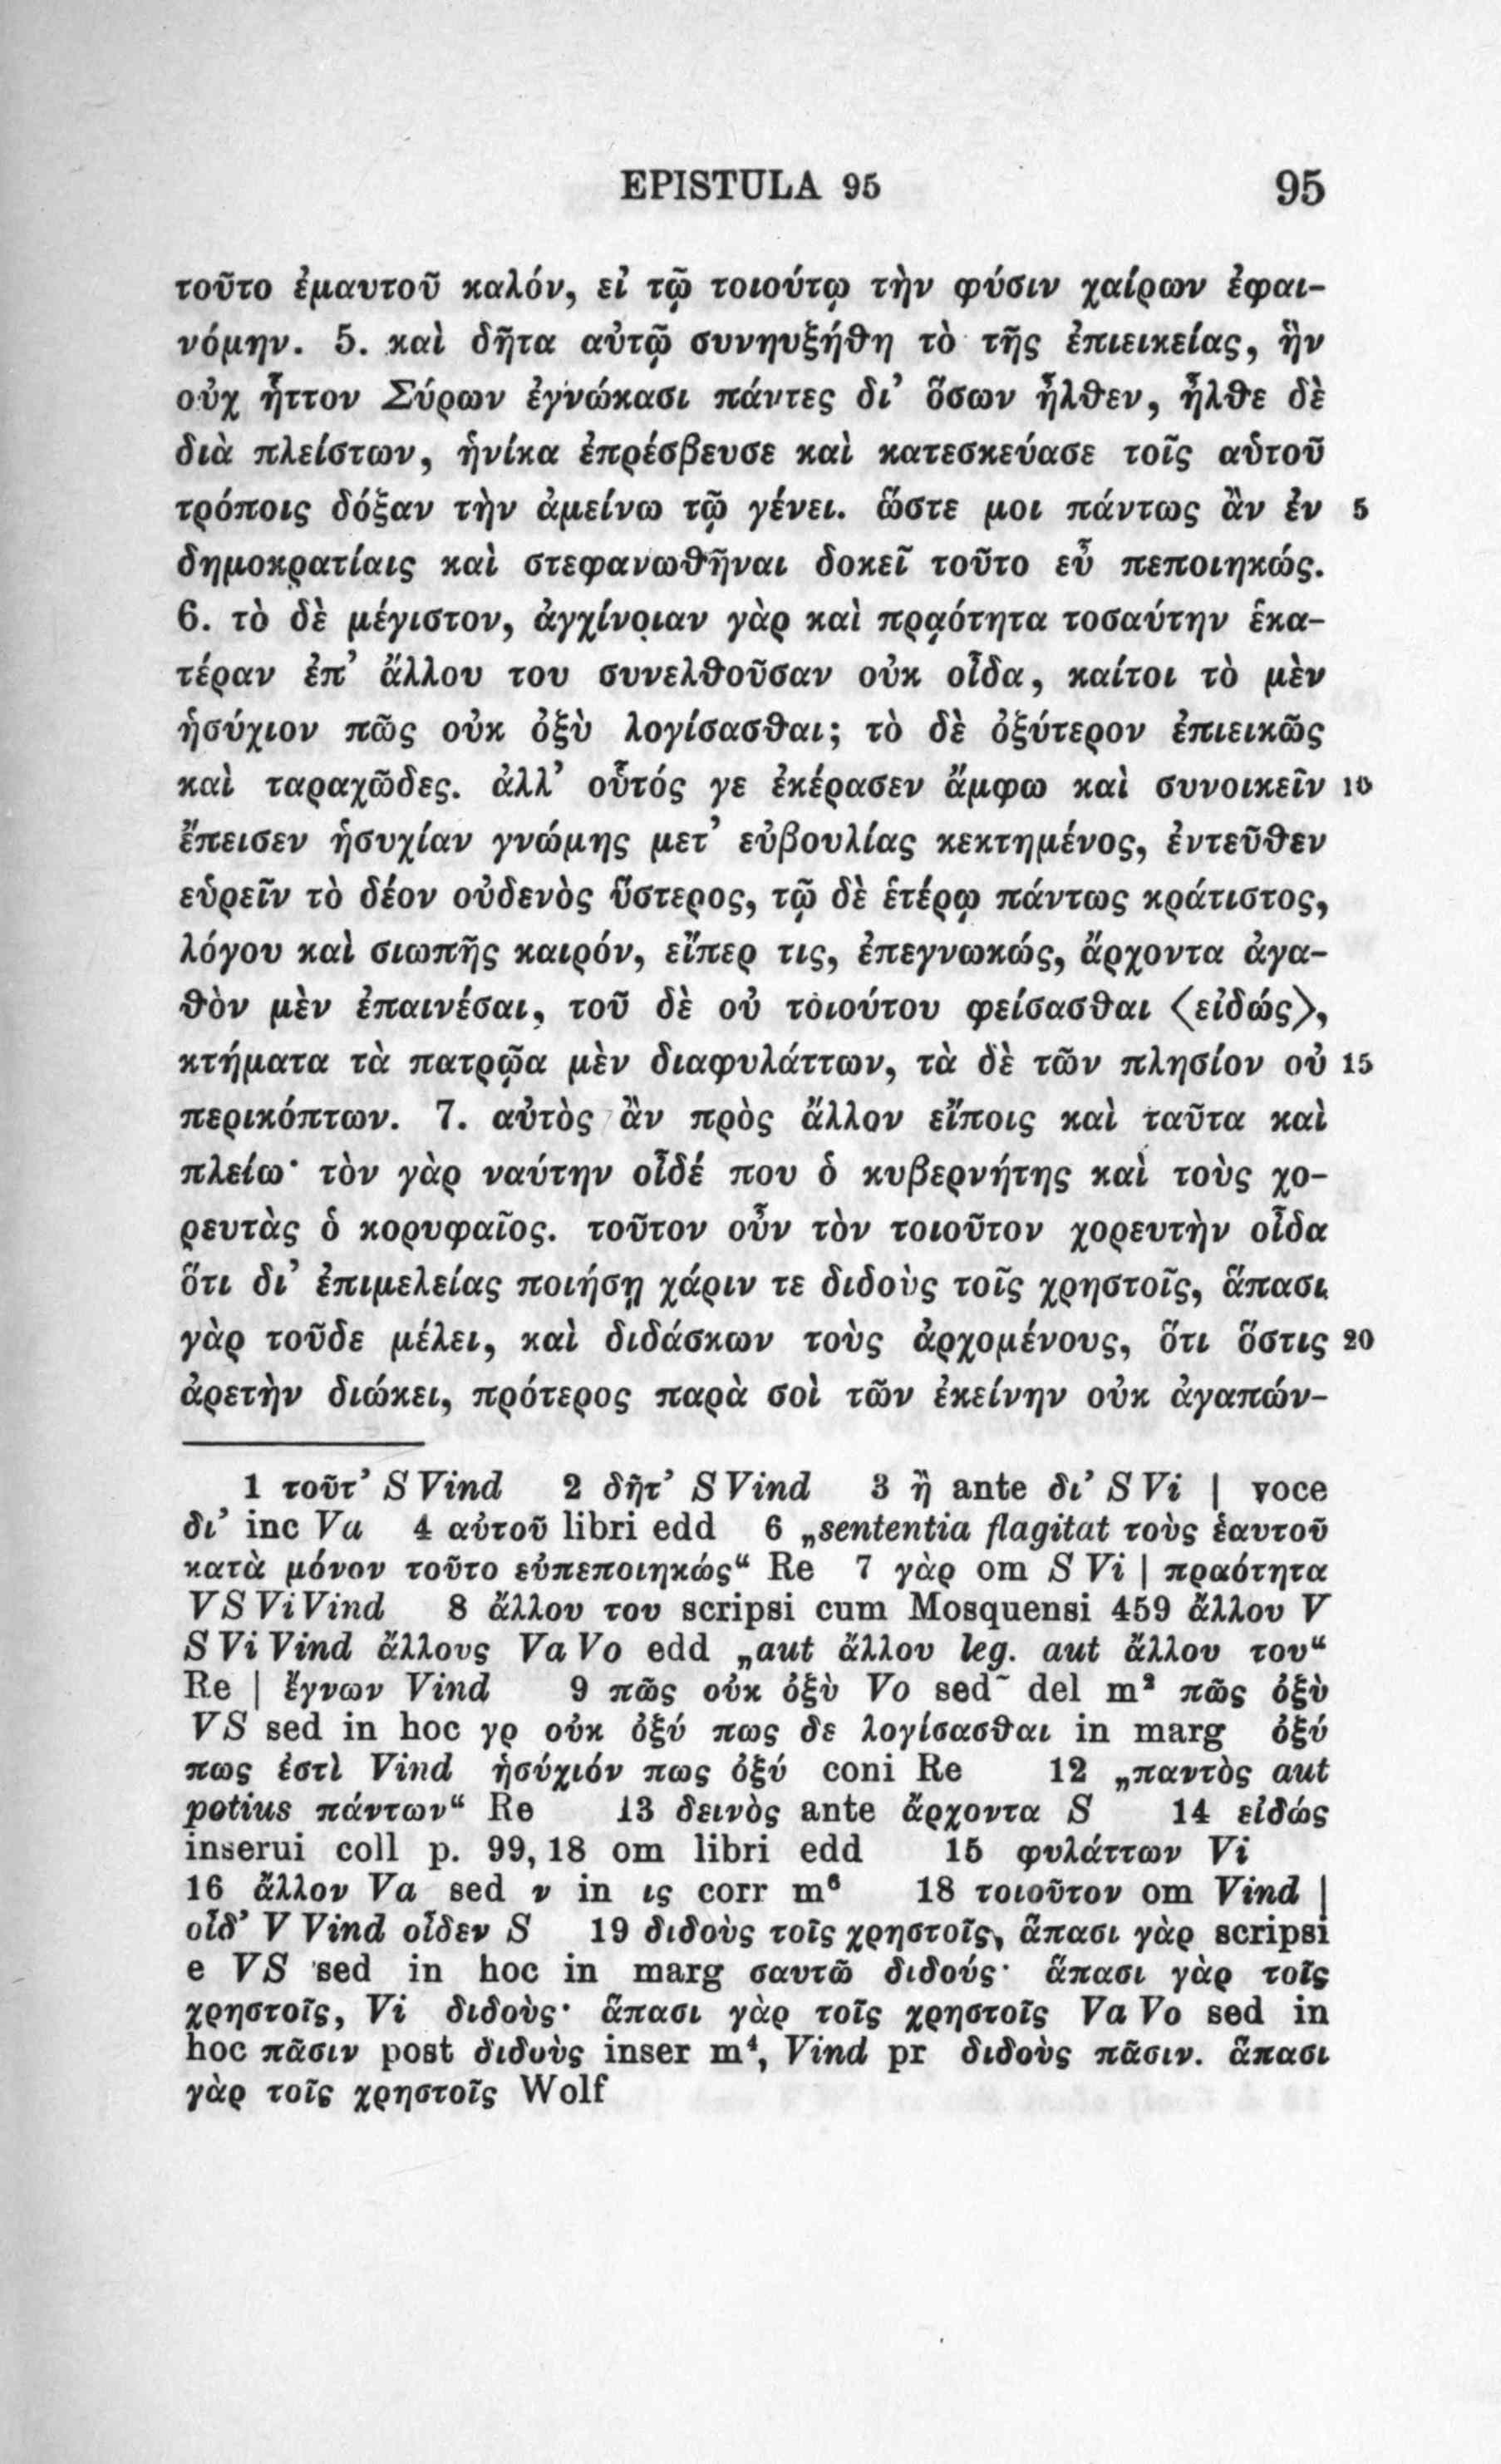 EPISTULA 95 95
τοῦτο ἐμαυτοῦ καλόν, εἰ τῷ τοιούτῳ τὴν φύσιν χαίρων ἐφαι-
νόμην. 5. καὶ δῆτα αὐτῷ συνηυξήθη τὸ τῆς ἐπιεικείας, ἣν
οὐχ ἧττον Σύρων ἐγνώκασι πάντες δι’ ὅσων ἦλθεν, ἦλθε δὲ
διὰ πλείστων, ἡνίκα ἐπρέσβευσε καὶ κατεσκεύασε τοῖς αὑτοῦ
τρόποις δόξαν τὴν ἀμείνω τῷ γένει. ὥστε μοι πάντως ἂν ἐν 5
δημοκρατίαις καὶ στεφανωθῆναι δοκεῖ τοῦτο εὖ πεποιηκώς.
6. τὸ δὲ μέγιστον, ἀγχίνοιαν γὰρ καὶ πρᾳότητα τοσαύτην ἑκα-
τέραν ἐπ’ ἄλλου του συνελθοῦσαν οὐκ οἶδα, καίτοι τὸ μὲν
ἡσύχιον πῶς οὐκ ὀξὺ λογίσασθαι; τὸ δὲ ὀξύτερον ἐπιεικῶς
καὶ ταραχῶδες. ἀλλ’ οὗτός γε ἐκέρασεν ἄμφω καὶ συνοικεῖν 10
ἔπεισεν ἡσυχίαν γνώμης μετ’ εὐβουλίας κεκτημένος, ἐντεῦθεν
εὑρεῖν τὸ δέον οὐδενὸς ὕστερος, τῷ δὲ ἑτέρῳ πάντως κράτιστος,
λόγου καὶ σιωπῆς καιρόν, εἴπερ τις, ἐπεγνωκώς, ἄρχοντα ἀγα-
θὸν μὲν ἐπαινέσαι, τοῦ δὲ οὐ τοιούτου φείσασθαι ⟨εἰδώς⟩,
κτήματα τὰ πατρῷα μὲν διαφυλάττων, τὰ δὲ τῶν πλησίον οὐ 15
περικόπτων. 7. αὐτὸς ἂν πρὸς ἄλλον εἴποις καὶ ταῦτα καὶ
πλείω· τὸν γὰρ ναύτην οἶδέ που ὁ κυβερνήτης καὶ τοὺς χο-
ρευτὰς ὁ κορυφαῖος. τοῦτον οὖν τὸν τοιοῦτον χορευτὴν οἶδα
ὅτι δι’ ἐπιμελείας ποιήσῃ χάριν τε διδοὺς τοῖς χρηστοῖς, ἅπασι
γὰρ τοῦδε μέλει, καὶ διδάσκων τοὺς ἀρχομένους, ὅτι ὅστις 20
ἀρετὴν διώκει, πρότερος παρὰ σοὶ τῶν ἐκείνην οὐκ ἀγαπών-
1 τοῦτ’ S Vind 2 δῆτ’ S Vind 3 ἢ ante δι’ S Vi | voce
δι’ inc Va 4 αὐτοῦ libri edd 6 „sententia flagitat τοὺς ἑαυτοῦ
κατὰ μόνον τοῦτο εὐπεποιηκώς“ Re 7 γὰρ om S Vi | πραότητα
V S Vi Vind 8 ἄλλου του scripsi cum Mosquensi 459 ἄλλου V
S Vi Vind ἄλλους Va Vo edd „aut ἄλλου leg. aut ἄλλου του“
Re | ἔγνων Vind 9 πῶς οὐκ ὀξὺ Vo sed ῀ del m² πῶς ὀξὺ
V S sed in hoc γρ οὐκ ὀξύ πως δε λογίσασθαι in marg ὀξύ
πως ἐστὶ Vind ἡσύχιόν πως ὀξύ coni Re 12 „παντὸς aut
potius πάντων“ Re 13 δεινὸς ante ἄρχοντα S 14 εἰδώς
inserui coll p. 99, 18 om libri edd 15 φυλάττων Vi
16 ἄλλον Va sed ν in ις corr m⁶ 18 τοιοῦτον om Vind |
οἶδ’ V Vind οἶδεν S 19 διδοὺς τοῖς χρηστοῖς, ἅπασι γὰρ scripsi
e V S sed in hoc in marg σαυτῶ διδούς· ἅπασι γὰρ τοῖς
χρηστοῖς, Vi διδοὺς· ἅπασι γὰρ τοῖς χρηστοῖς Va Vo sed in
hoc πᾶσιν post διδοὺς inser m⁴, Vind pr διδοὺς πᾶσιν. ἅπασι
γὰρ τοῖς χρηστοῖς Wolf